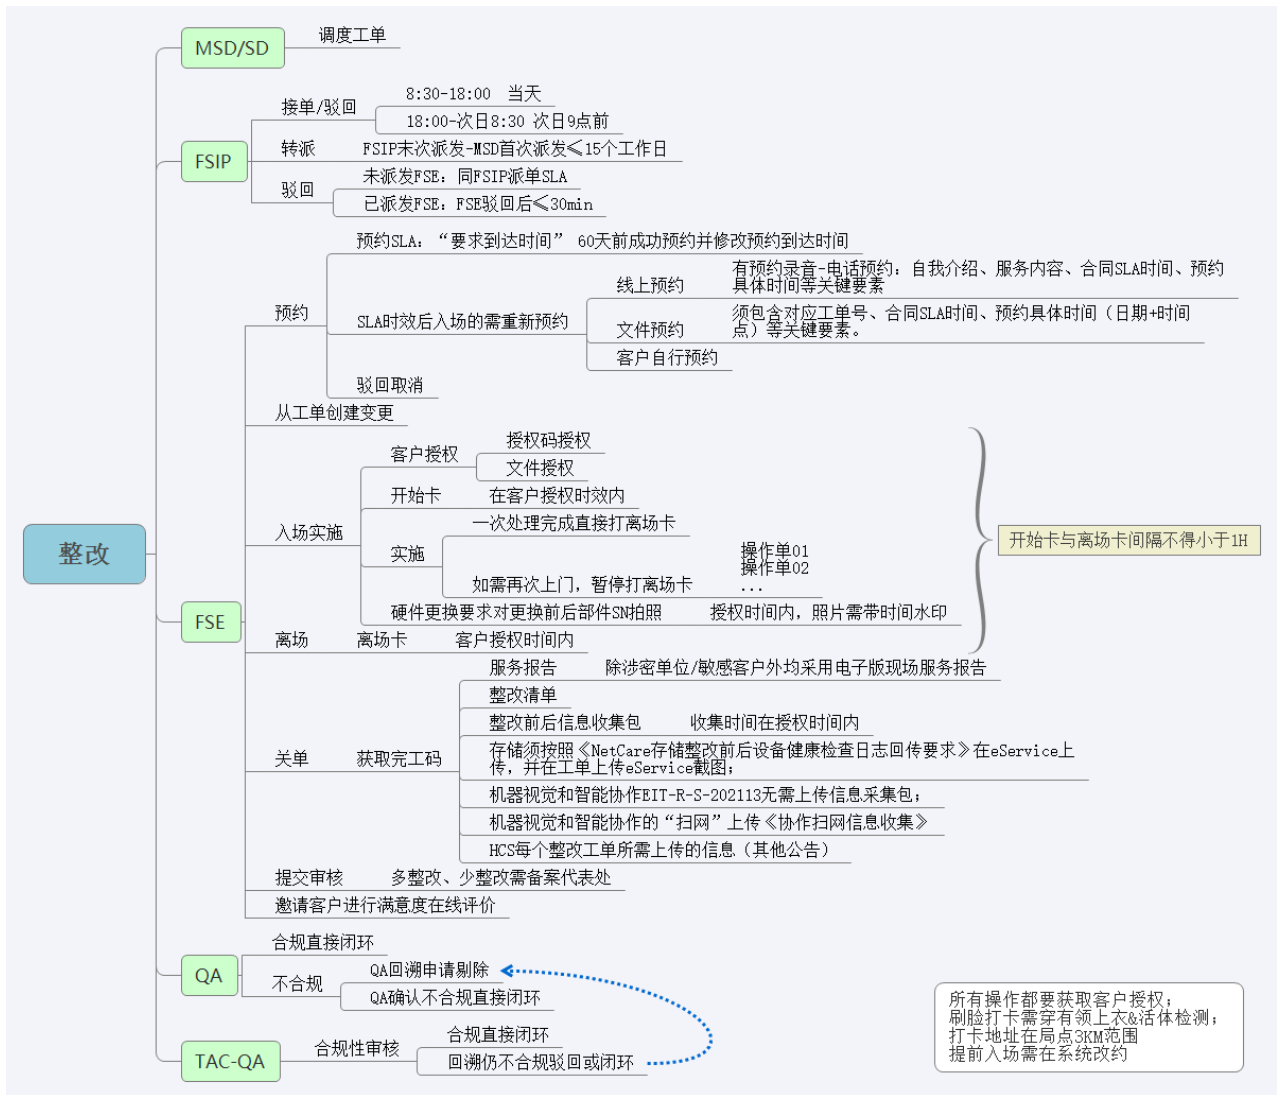 整改
MSD/SD
调度工单
FSIP
接单/驳回
8:30-18:00 当天
18:00-次日8:30 次日9点前
转派
FSIP末次派发-MSD首次派发≤15个工作日
驳回
未派发FSE：同FSIP派单SLA
已派发FSE：FSE驳回后≤30min
FSE
预约
预约SLA：“要求到达时间” 60天前成功预约并修改预约到达时间
SLA时效后入场的需重新预约
线上预约
有预约录音-电话预约：自我介绍、服务内容、合同SLA时间、预约
具体时间等关键要素
文件预约
须包含对应工单号、合同SLA时间、预约具体时间（日期+时间
点）等关键要素。
客户自行预约
驳回取消
从工单创建变更
入场实施
客户授权
授权码授权
文件授权
开始卡
在客户授权时效内
实施
一次处理完成直接打离场卡
如需再次上门，暂停打离场卡
操作单01
操作单02
...
硬件更换要求对更换前后部件SN拍照
授权时间内，照片需带时间水印
离场
离场卡
客户授权时间内
开始卡与离场卡间隔不得小于1H
关单
获取完工码
服务报告
除涉密单位/敏感客户外均采用电子版现场服务报告
整改清单
整改前后信息收集包
收集时间在授权时间内
存储须按照《NetCare存储整改前后设备健康检查日志回传要求》在eService上
传，并在工单上传eService截图；
机器视觉和智能协作EIT-R-S-202113无需上传信息采集包；
机器视觉和智能协作的“扫网”上传《协作扫网信息收集》
HCS每个整改工单所需上传的信息（其他公告）
提交审核
多整改、少整改需备案代表处
邀请客户进行满意度在线评价
QA
合规直接闭环
不合规
QA回溯申请剔除
QA确认不合规直接闭环
TAC-QA
合规性审核
合规直接闭环
回溯仍不合规驳回或闭环
所有操作都要获取客户授权；
刷脸打卡需穿有领上衣&活体检测；
打卡地址在局点3KM范围
提前入场需在系统改约